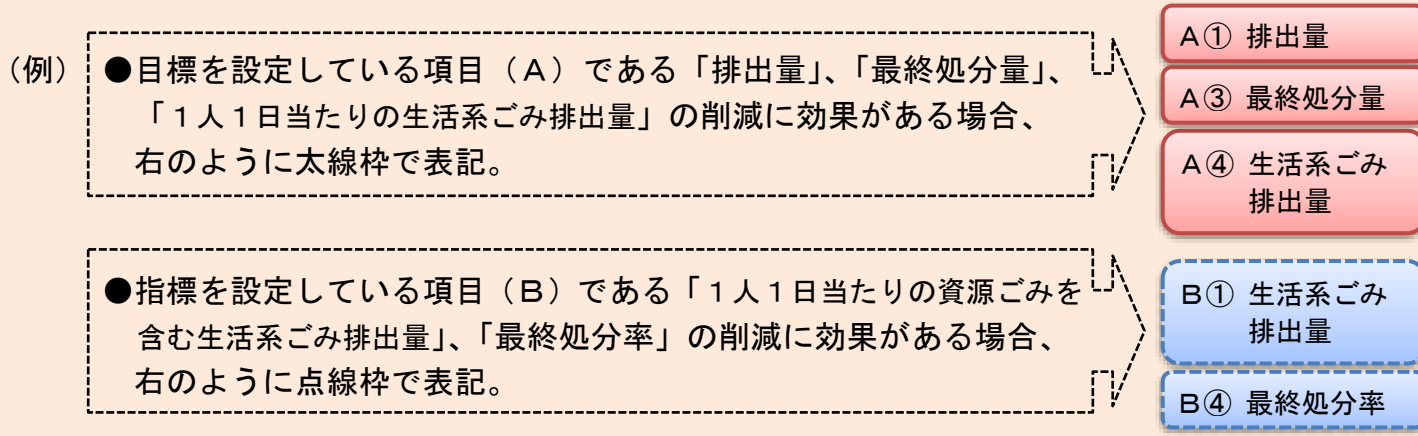 （例）
●目標を設定している項目（Ａ）である「排出量」、「最終処分量」、
「１人１日当たりの生活系ごみ排出量」の削減に効果がある場合、
右のように太線枠で表記。
Ａ① 排出量
Ａ③ 最終処分量
Ａ④ 生活系ごみ
排出量
●指標を設定している項目（Ｂ）である「１人１日当たりの資源ごみを
含む生活系ごみ排出量」、「最終処分率」の削減に効果がある場合、
右のように点線枠で表記。
Ｂ① 生活系ごみ
排出量
Ｂ④ 最終処分率